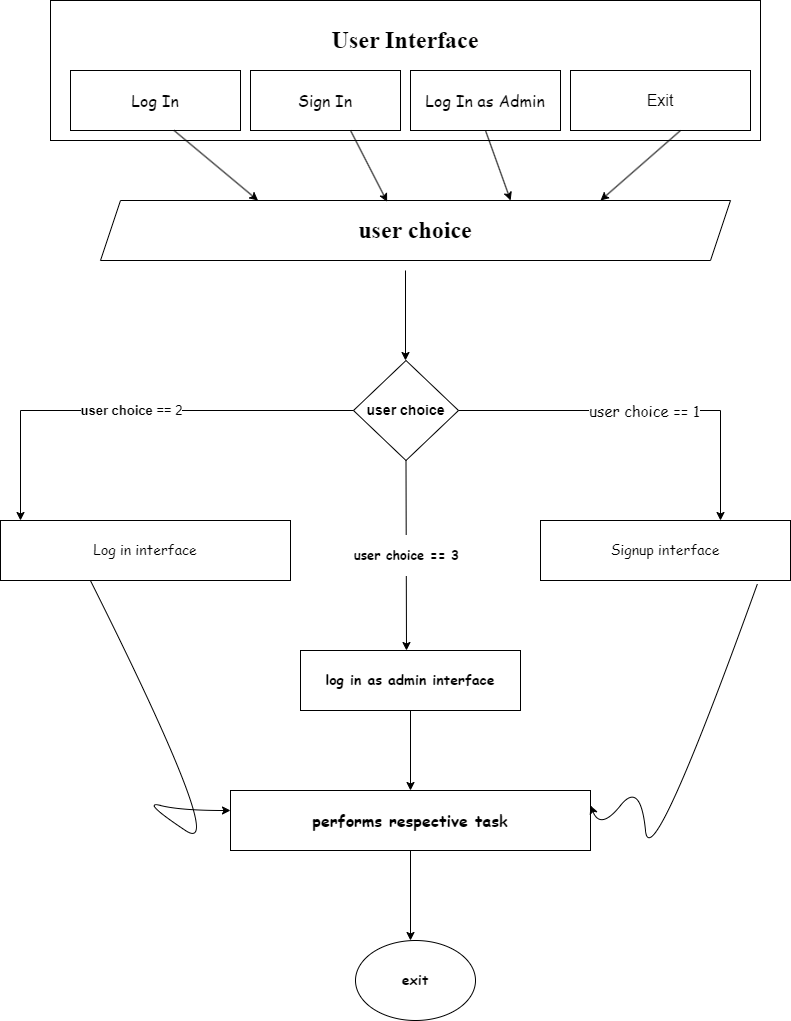 User Interface
Log In
Sign In
Log In as Admin
Exit
user choice
user choice
user choice == 2
user choice == 1
Log in interface
user choice == 3
Signup interface
log in as admin interface
performs respective task
exit